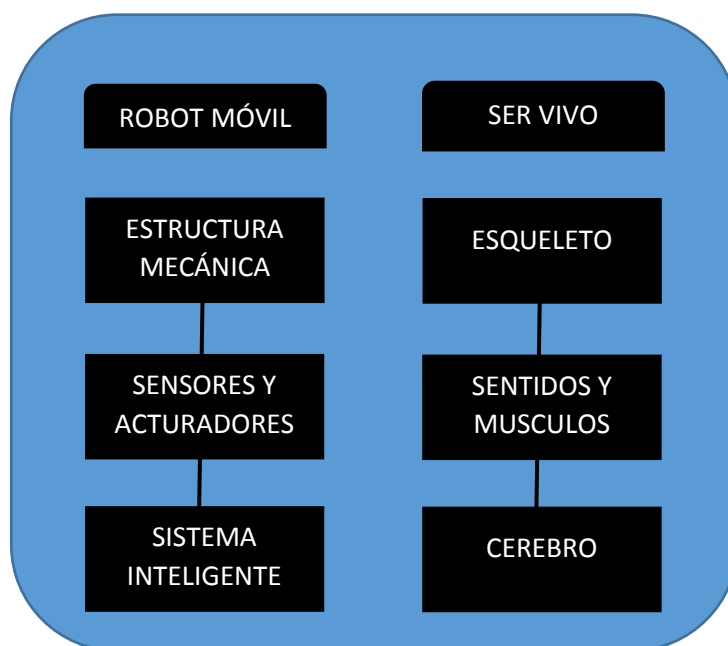 ROBOT MÓVIL
ESTRUCTURA
MECÁNICA
SENSORES Y
ACTURADORES
SISTEMA
INTELIGENTE
SER VIVO
ESQUELETO
SENTIDOS Y
MUSCULOS
CEREBRO